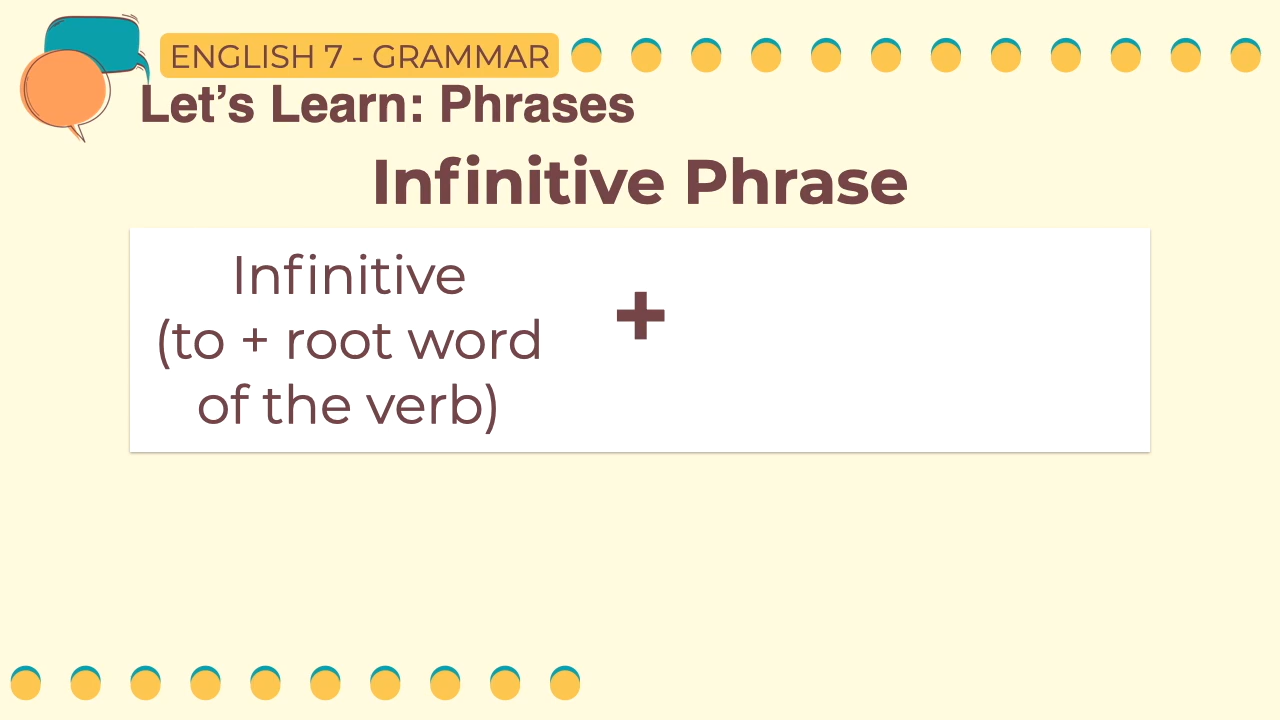 ENGLISH 7 - GRAMMAR
Let's Learn: Phrases
Infinitive Phrase
Infinitive
(to + root word
of the verb)
+